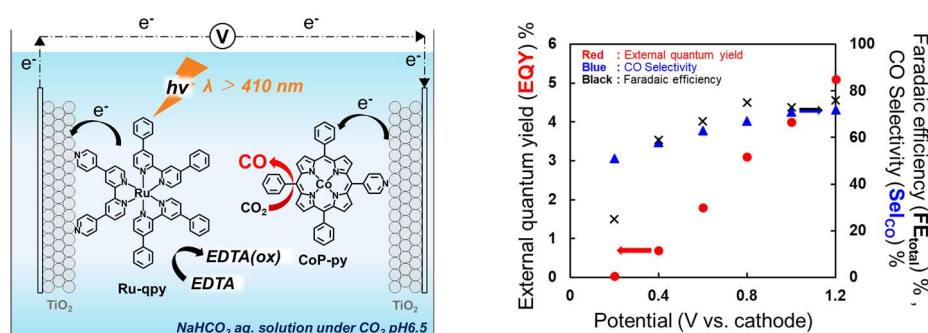 e⁻
e⁻
V
e⁻
e⁻
hν
λ > 410 nm
e⁻
e⁻
CO
CO₂
N
N
N
N
N
N
N
N
Ru
N
N
N
N
Co
N
EDTA(ox)
EDTA
CoP-py
Ru-qpy
TiO₂
TiO₂
NaHCO₃ aq. solution under CO₂ pH6.5
External quantum yield (EQY) %
6
5
4
3
2
1
0
Red : External quantum yield
Blue : CO Selectivity
Black : Faradaic efficiency
100
80
60
40
20
0
0
0.4
0.8
1.2
Potential (V vs. cathode)
Faradaic efficiency (FEtotal) % ,
CO Selectivity (SelCO) %